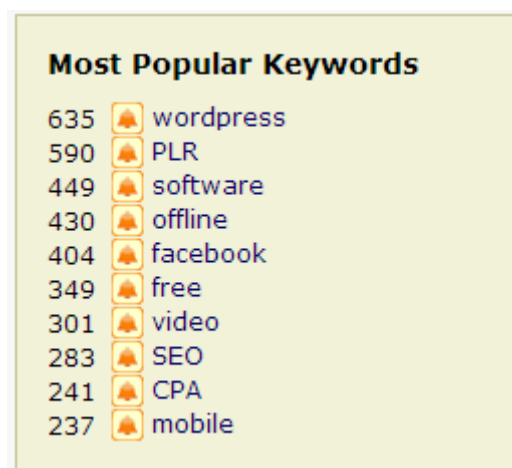 Most Popular Keywords
635 wordpress
590 PLR
449 software
430 offline
404 facebook
349 free
301 video
283 SEO
241 CPA
237 mobile